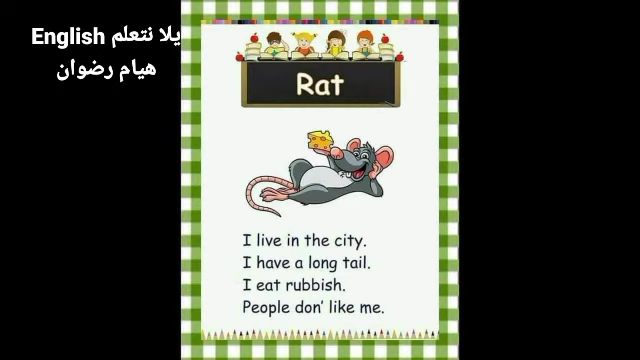 يلا نتعلم English
هيام رضوان
Rat
I live in the city.
I have a long tail.
I eat rubbish.
People don' like me.